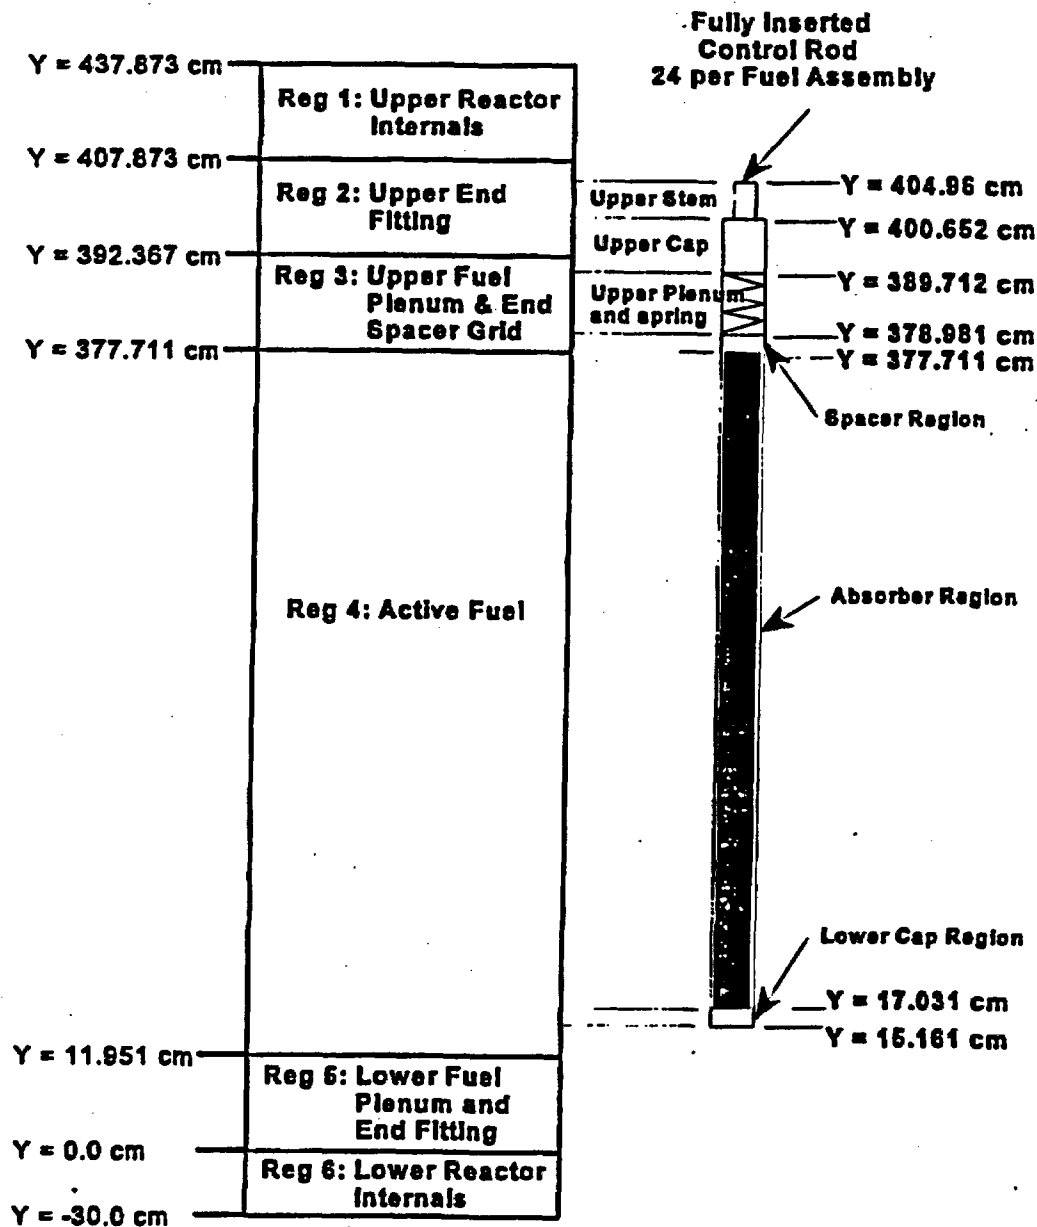 Fully Inserted
Control Rod
24 per Fuel Assembly
Y = 437.873 cm
Reg 1: Upper Reactor
Internals
Y = 407.873 cm
Reg 2: Upper End
Fitting
Upper Stem
Y = 404.96 cm
Y = 400.652 cm
Upper Cap
Y = 392.367 cm
Reg 3: Upper Fuel
Plenum & End
Spacer Grid
Upper Plenum
and spring
Y = 389.712 cm
Y = 378.981 cm
Y = 377.711 cm
Y = 377.711 cm
Spacer Region
Reg 4: Active Fuel
Absorber Region
Lower Cap Region
Y = 17.031 cm
Y = 15.161 cm
Y = 11.951 cm
Reg 5: Lower Fuel
Plenum and
End Fitting
Y = 0.0 cm
Reg 6: Lower Reactor
Internals
Y = -30.0 cm